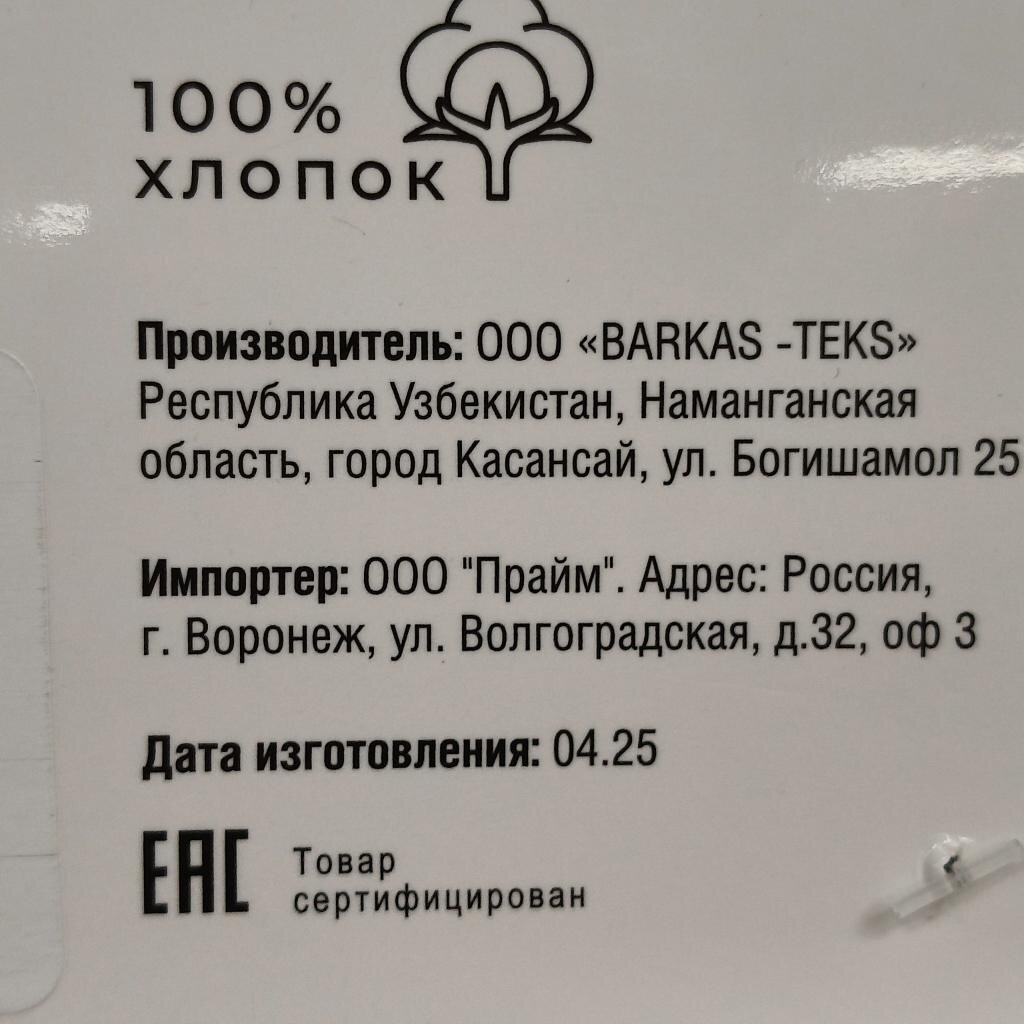 100%
ХЛОПОК
Производитель: ООО «BARKAS -TEKS»
Республика Узбекистан, Наманганская
область, город Касансай, ул. Богишамол 25
Импортер: ООО "Прайм". Адрес: Россия,
г. Воронеж, ул. Волгоградская, д.32, оф 3
Дата изготовления: 04.25
ЕАС Товар
сертифицирован